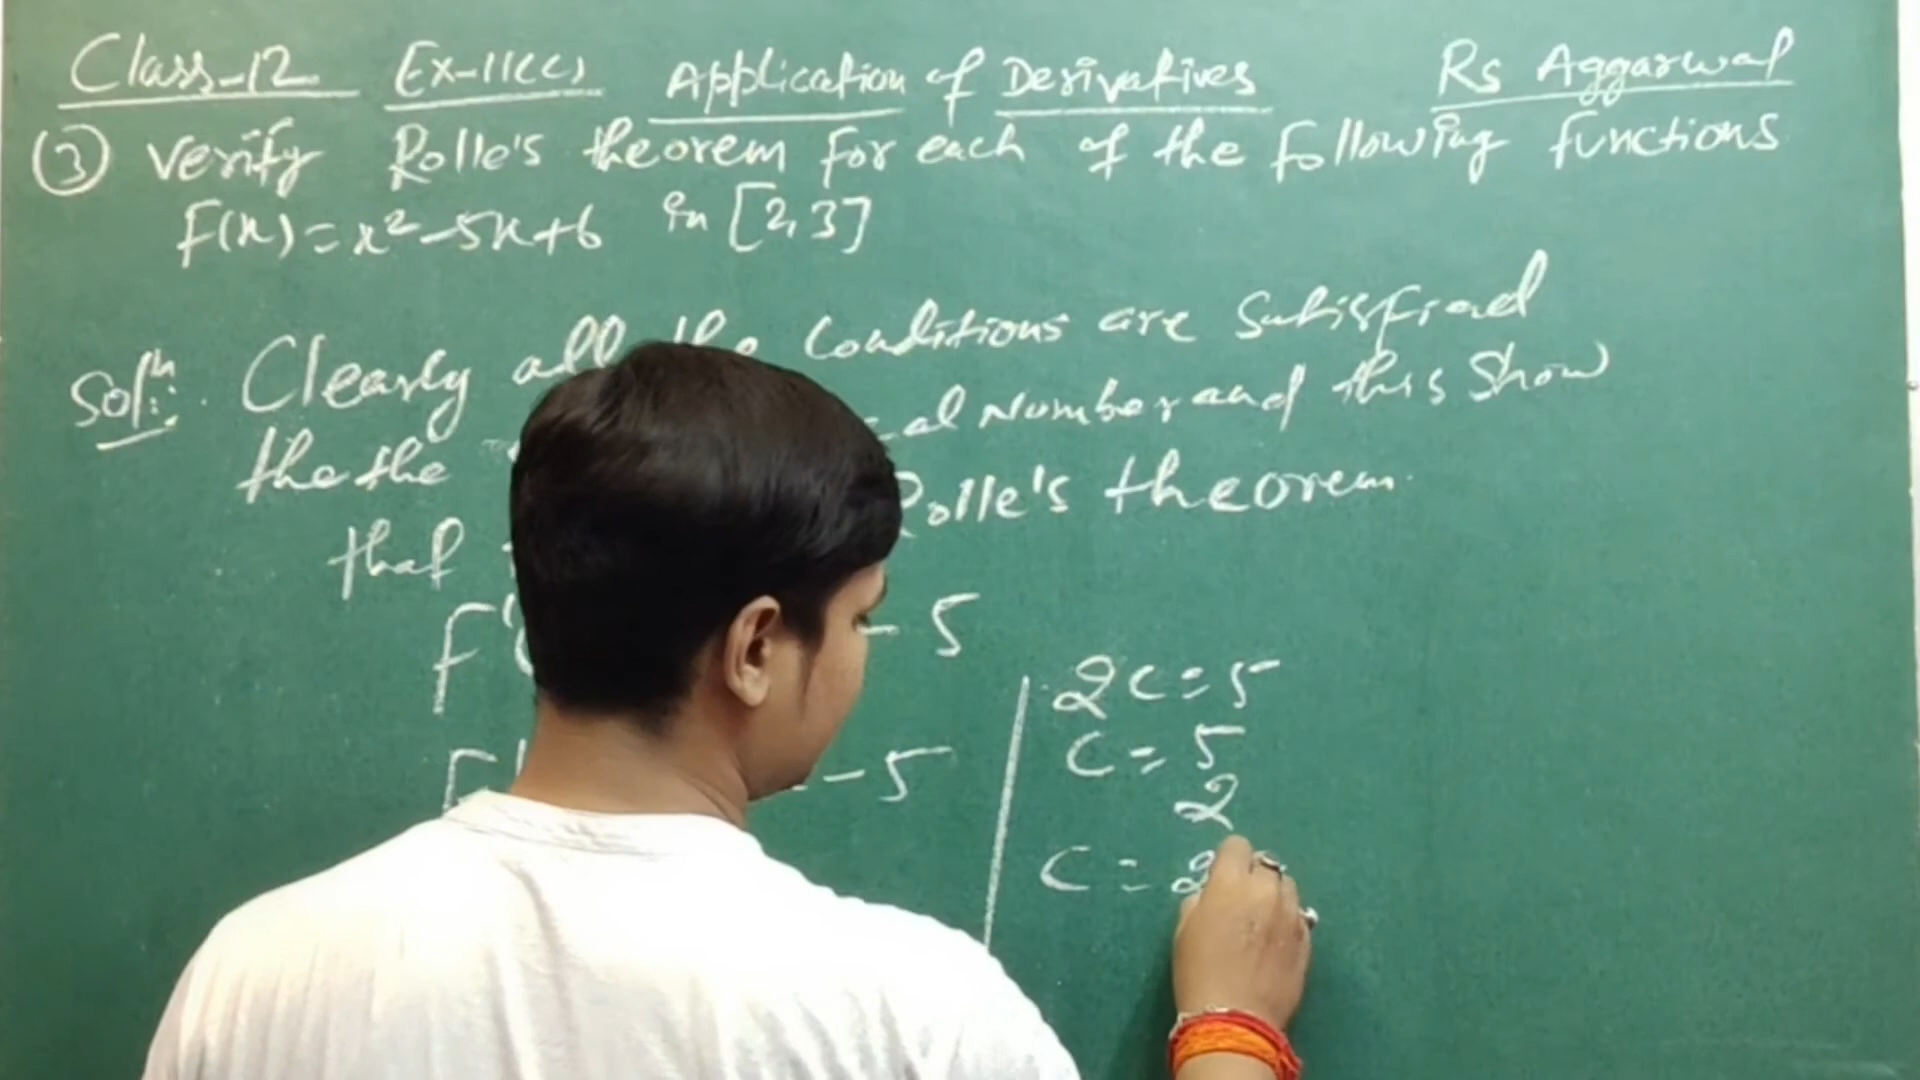 Class-12 Ex-11(C) Application of Derivatives Rs Aggarwal
(3) Verify Rolle's theorem for each of the following functions
F(x)=x²-5x+6 in [2,3]
Solⁿ: Clearly all the Conditions are Satisfied
the the Number and this Show
that Rolle's theorem.
- 5
2c=5
c=5
-5
2
c=2